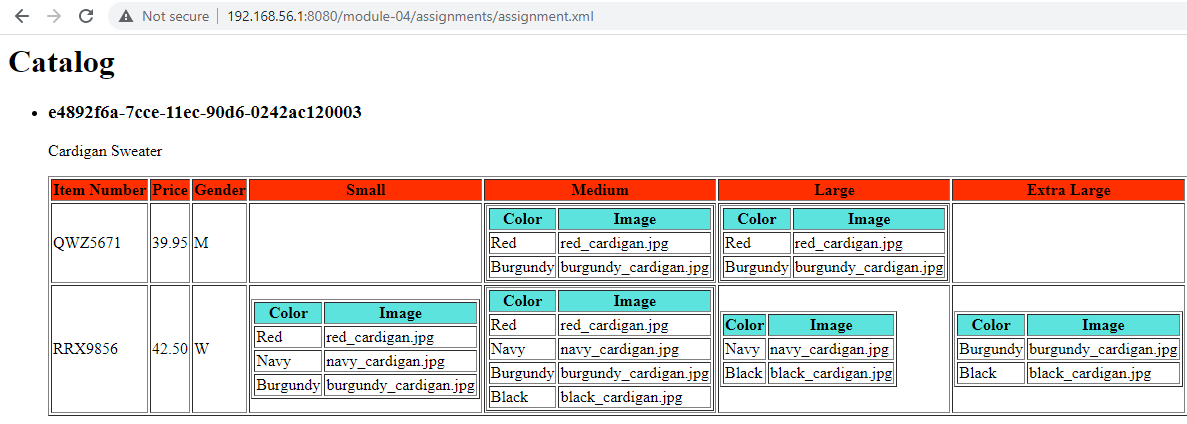 Not secure | 192.168.56.1:8080/module-04/assignments/assignment.xml
Catalog
• e4892f6a-7cce-11ec-90d6-0242ac120003
Cardigan Sweater
Item Number Price Gender Small Medium Large Extra Large
QWZ5671 39.95 M
Color Image
Red red_cardigan.jpg
Burgundy burgundy_cardigan.jpg
Color Image
Red red_cardigan.jpg
Burgundy burgundy_cardigan.jpg
RRX9856 42.50 W
Color Image
Red red_cardigan.jpg
Navy navy_cardigan.jpg
Burgundy burgundy_cardigan.jpg
Color Image
Red red_cardigan.jpg
Navy navy_cardigan.jpg
Burgundy burgundy_cardigan.jpg
Black black_cardigan.jpg
Color Image
Navy navy_cardigan.jpg
Black black_cardigan.jpg
Color Image
Burgundy burgundy_cardigan.jpg
Black black_cardigan.jpg